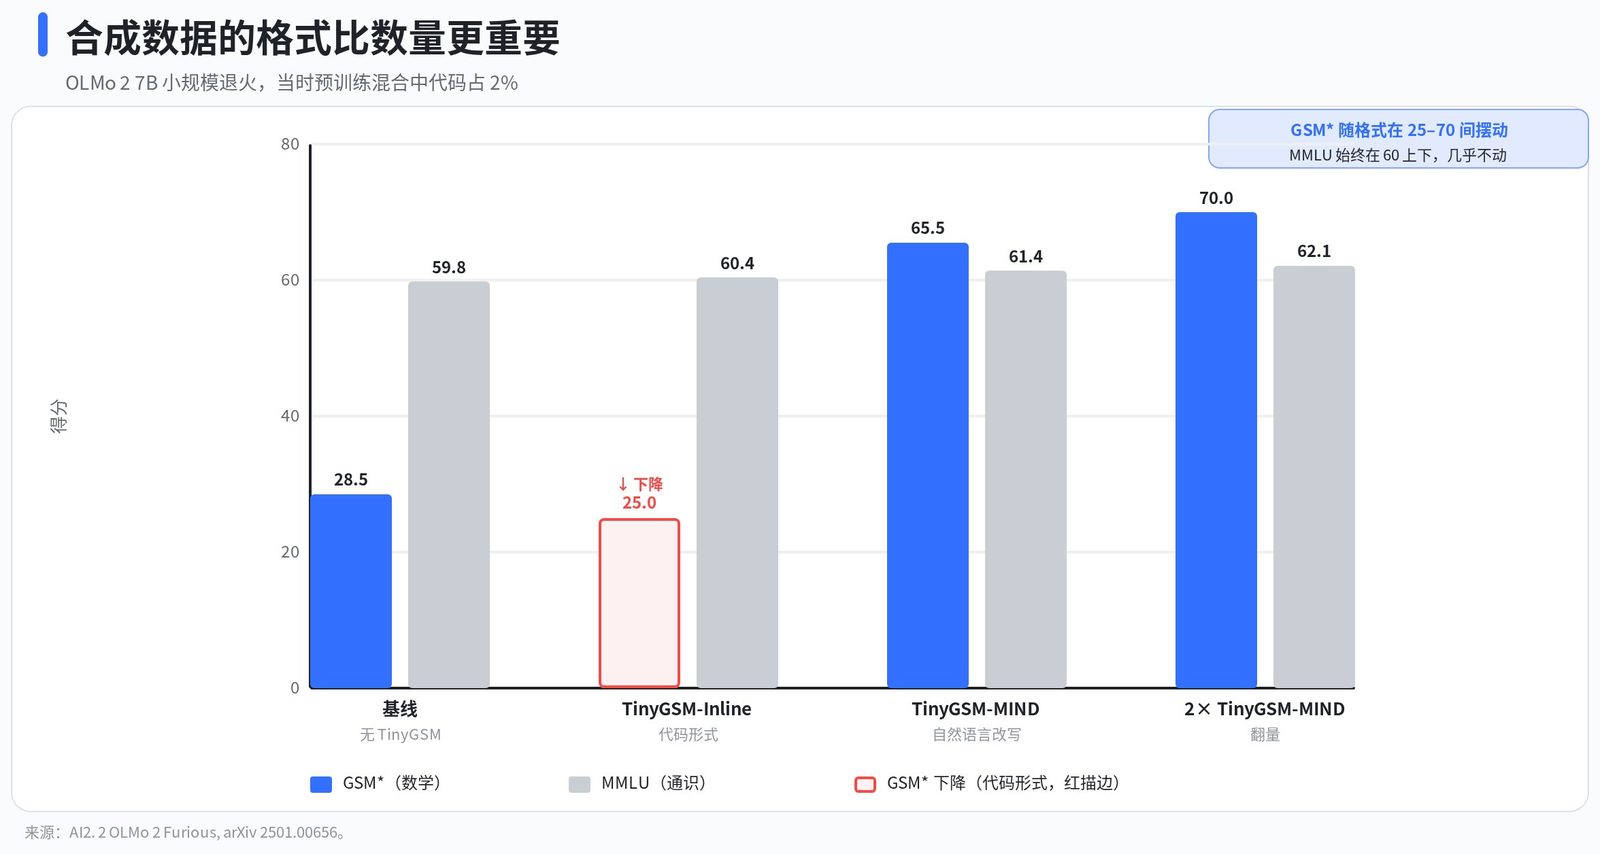 合成数据的格式比数量更重要
OLMo 2 7B 小规模退火，当时预训练混合中代码占 2%
GSM* 随格式在 25–70 间摆动
MMLU 始终在 60 上下，几乎不动
得分
80
60
40
20
0
28.5
59.8
↓ 下降
25.0
60.4
65.5
61.4
70.0
62.1
基线
无 TinyGSM
TinyGSM-Inline
代码形式
TinyGSM-MIND
自然语言改写
2× TinyGSM-MIND
翻量
GSM*（数学）
MMLU（通识）
GSM* 下降（代码形式，红描边）
来源：AI2. 2 OLMo 2 Furious, arXiv 2501.00656。